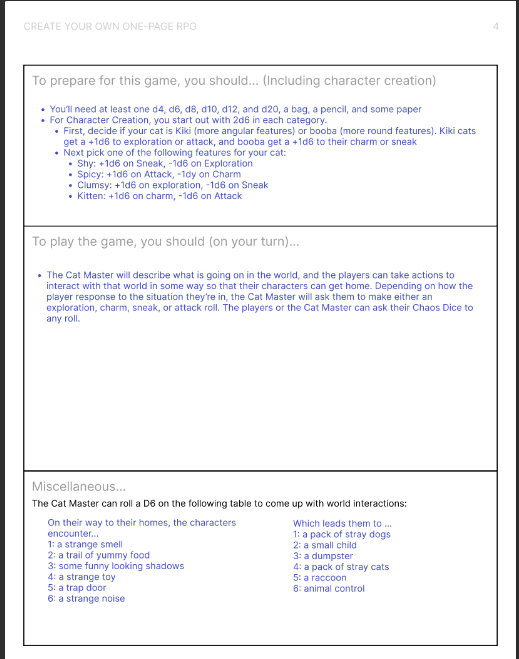 CREATE YOUR OWN ONE-PAGE RPG 4
To prepare for this game, you should... (Including character creation)
• You'll need at least one d4, d6, d8, d10, d12, and d20, a bag, a pencil, and some paper
• For Character Creation, you start out with 2d6 in each category.
• First, decide if your cat is Kiki (more angular features) or booba (more round features). Kiki cats
get a +1d6 to exploration or attack, and booba get a +1d6 to their charm or sneak
• Next pick one of the following features for your cat:
• Shy: +1d6 on Sneak, -1d6 on Exploration
• Spicy: +1d6 on Attack, -1dy on Charm
• Clumsy: +1d6 on exploration, -1d6 on Sneak
• Kitten: +1d6 on charm, -1d6 on Attack
To play the game, you should (on your turn)...
• The Cat Master will describe what is going on in the world, and the players can take actions to
interact with that world in some way so that their characters can get home. Depending on how the
player response to the situation they're in, the Cat Master will ask them to make either an
exploration, charm, sneak, or attack roll. The players or the Cat Master can ask their Chaos Dice to
any roll.
Miscellaneous...
The Cat Master can roll a D6 on the following table to come up with world interactions:
On their way to their homes, the characters
encounter...
1: a strange smell
2: a trail of yummy food
3: some funny looking shadows
4: a strange toy
5: a trap door
6: a strange noise
Which leads them to ...
1: a pack of stray dogs
2: a small child
3: a dumpster
4: a pack of stray cats
5: a raccoon
6: animal control